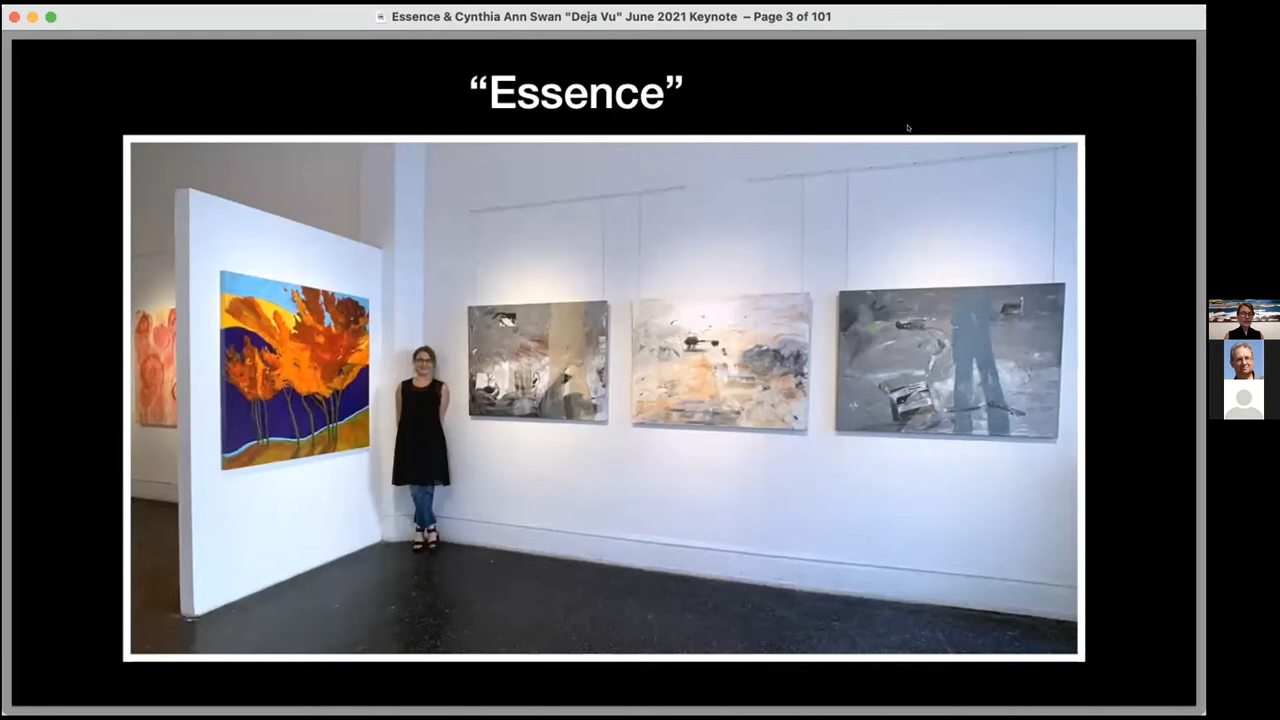 Essence & Cynthia Ann Swan "Deja Vu" June 2021 Keynote – Page 3 of 101
“Essence”